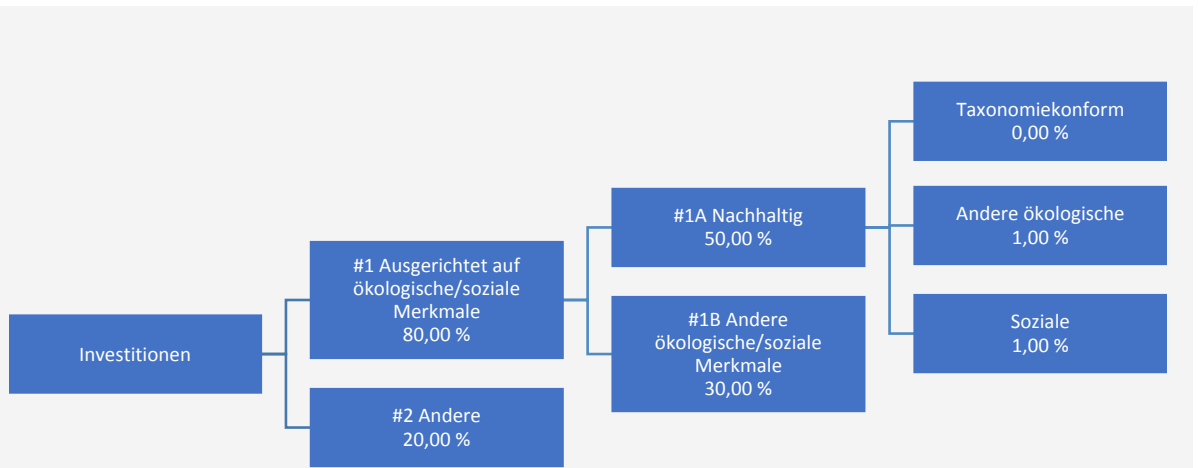 Investitionen
#1 Ausgerichtet auf
ökologische/soziale
Merkmale
80,00 %
#2 Andere
20,00 %
#1A Nachhaltig
50,00 %
#1B Andere
ökologische/soziale
Merkmale
30,00 %
Taxonomiekonform
0,00 %
Andere ökologische
1,00 %
Soziale
1,00 %